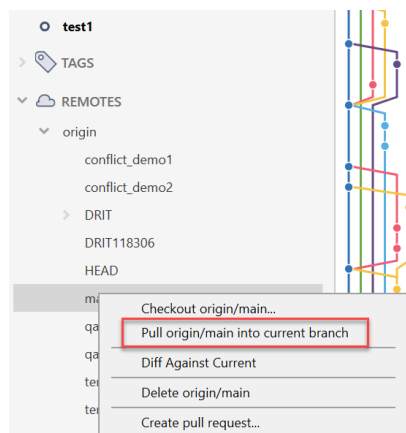 test1
TAGS
REMOTES
origin
conflict_demo1
conflict_demo2
DRIT
DRIT118306
HEAD
Checkout origin/main...
Pull origin/main into current branch
Diff Against Current
Delete origin/main
Create pull request...